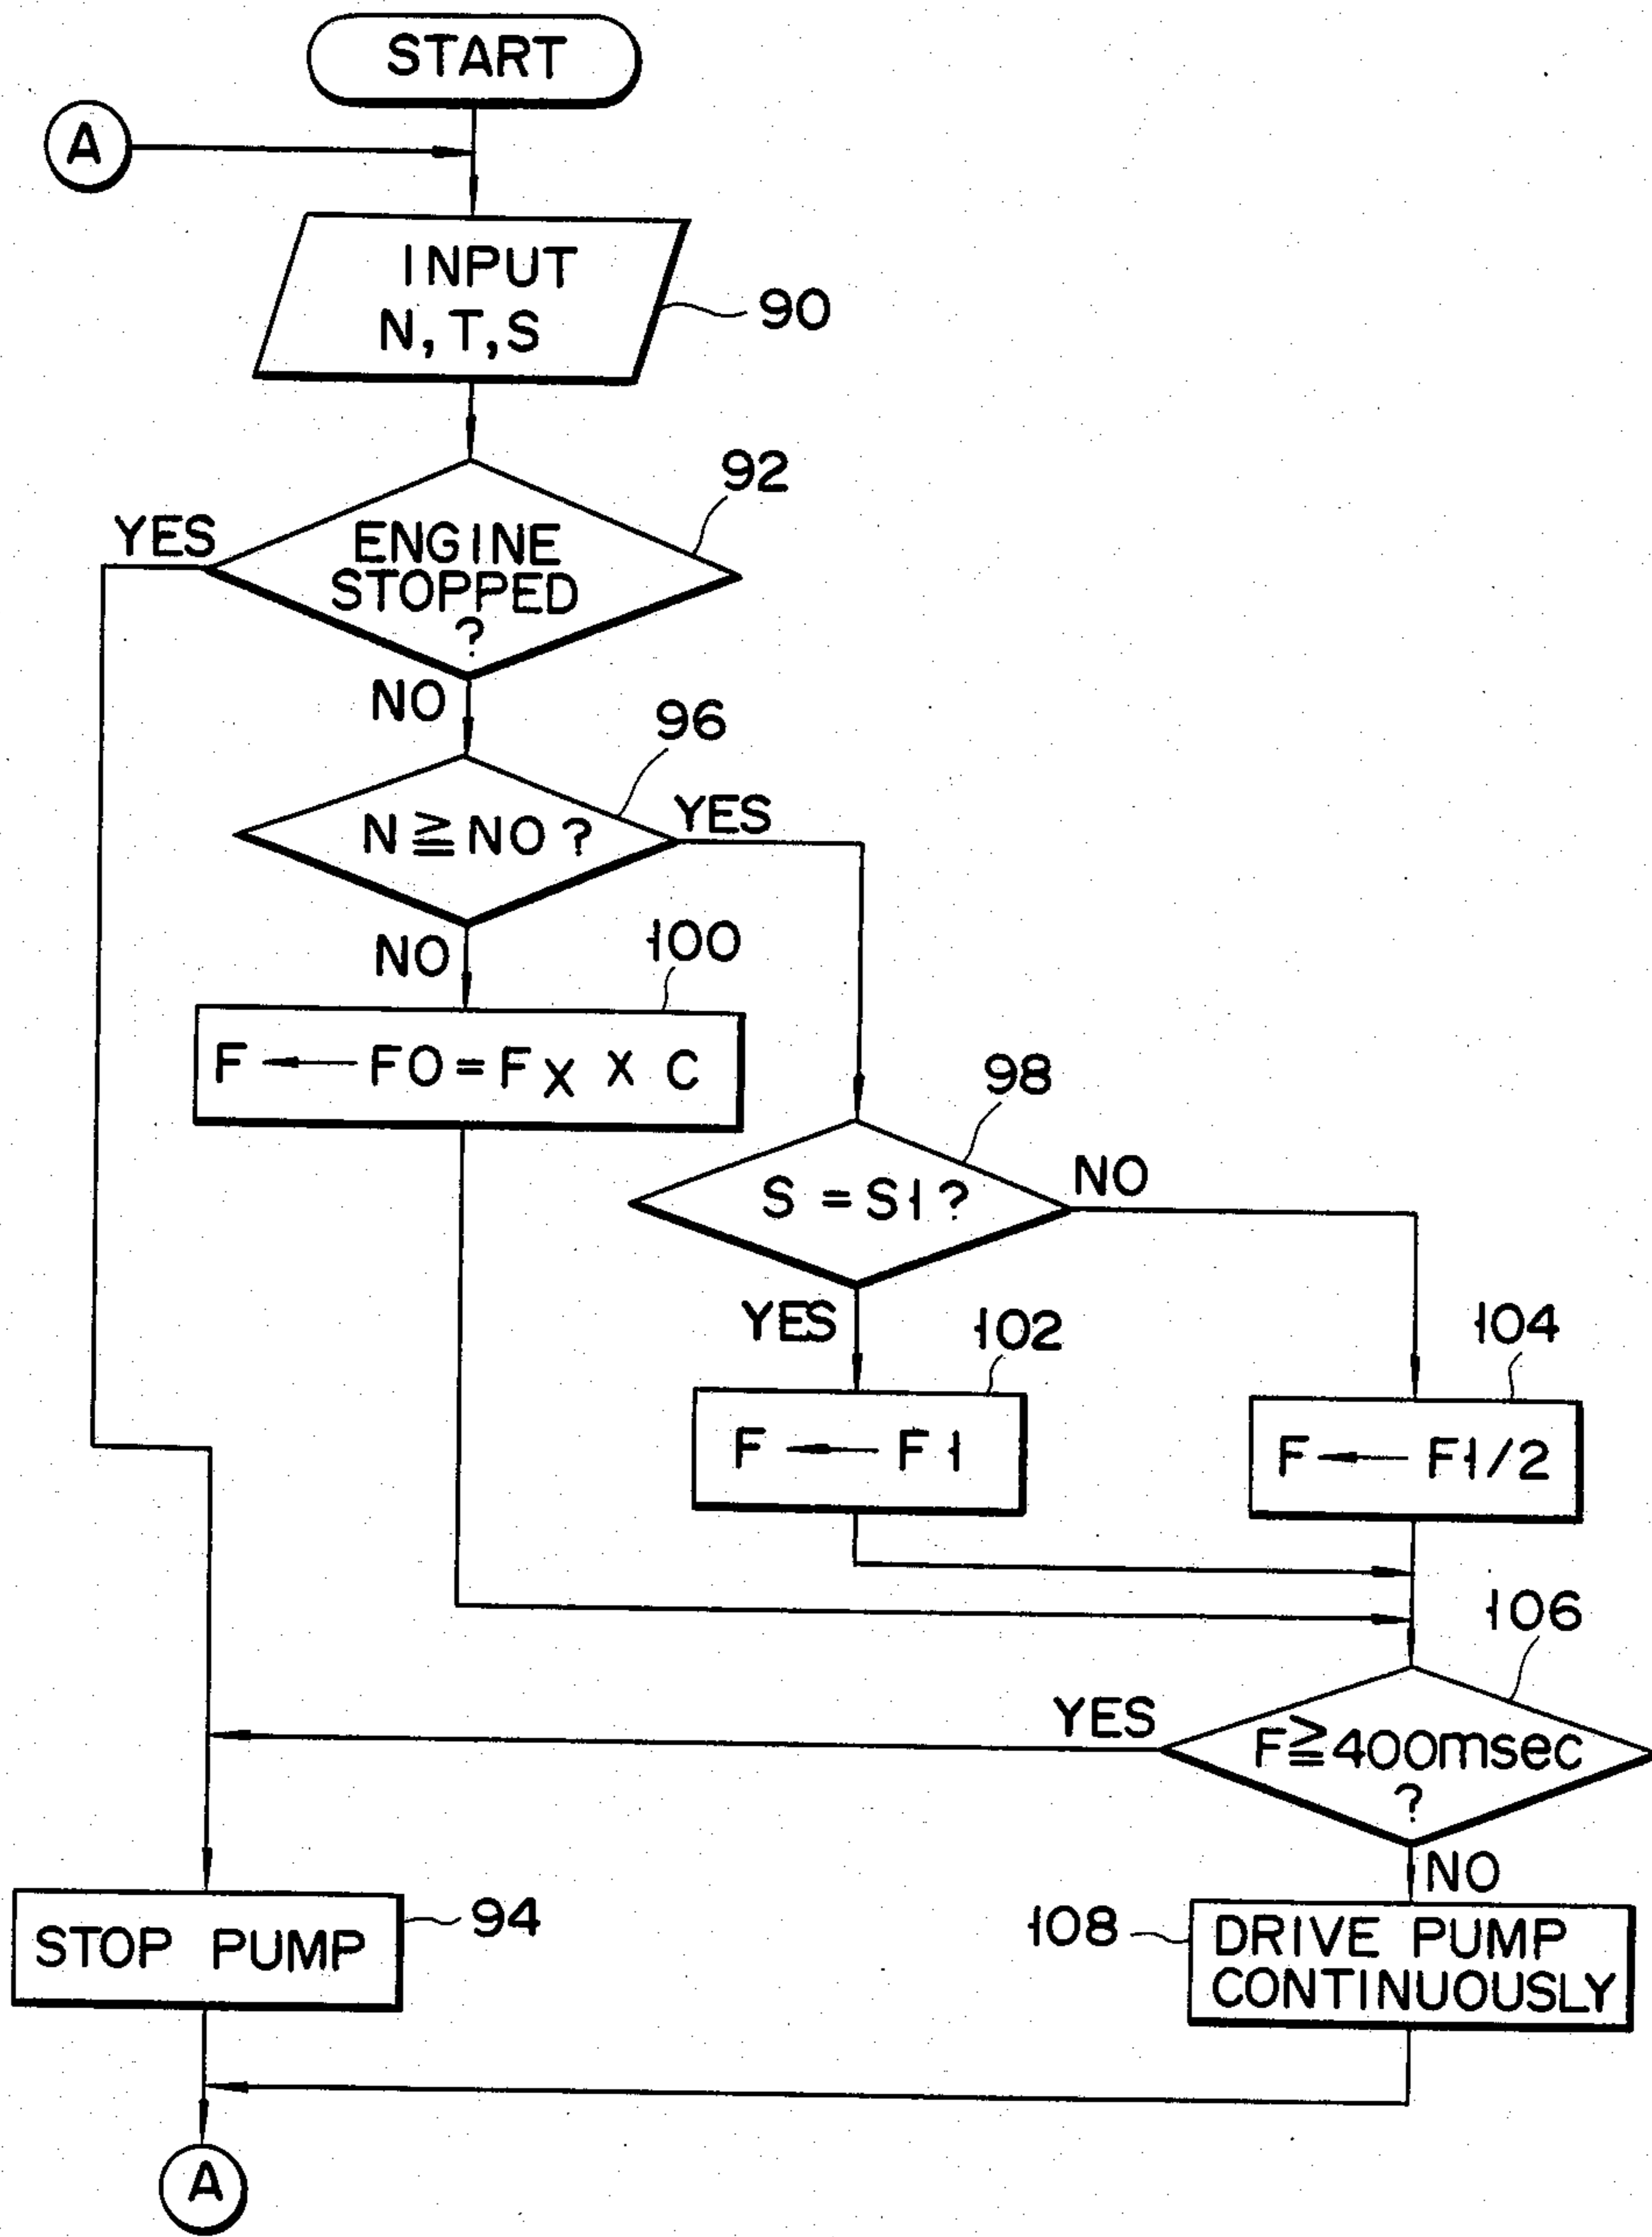 START
A
INPUT
N, T, S
90
92
YES
ENGINE
STOPPED
?
NO
96
N ≧ NO ?
YES
NO
100
F ← FO = FX X C
98
S = S1 ?
NO
YES
102
104
F ← F1
F ← F1/2
106
YES
F≧400msec
?
NO
STOP PUMP
94
108
DRIVE PUMP
CONTINUOUSLY
A